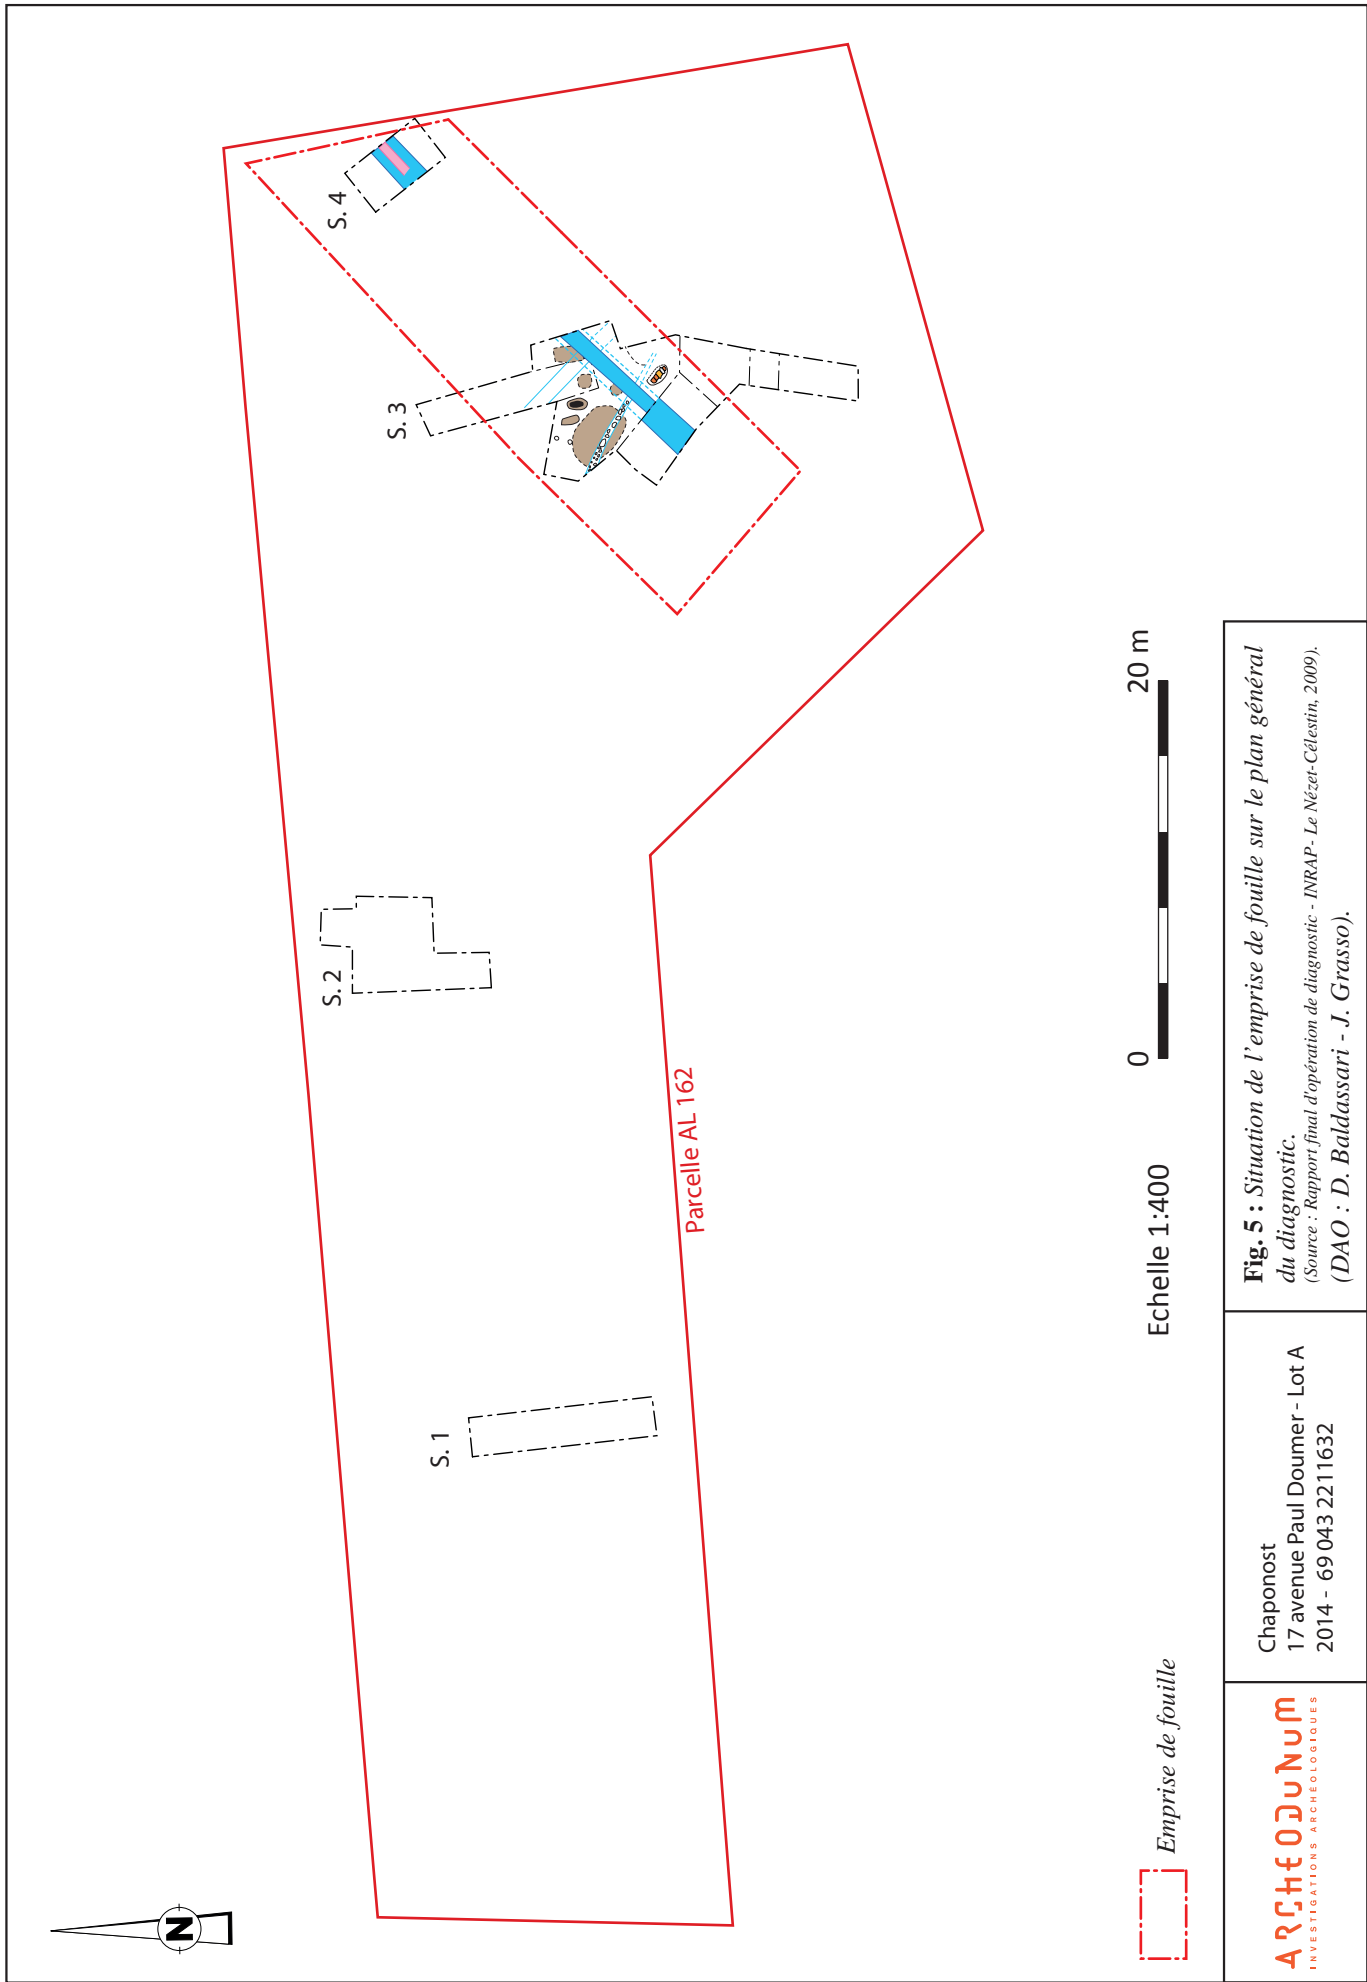 S. 1
S. 2
S. 3
S. 4
Parcelle AL 162
N
Emprise de fouille
Echelle 1:400
0 20 m
ARCHEODUNUM
INVESTIGATIONS ARCHÉOLOGIQUES
Chaponost
17 avenue Paul Doumer - Lot A
2014 - 69 043 2211632
Fig. 5 : Situation de l'emprise de fouille sur le plan général
du diagnostic.
(Source : Rapport final d'opération de diagnostic - INRAP- Le Nézet-Célestin, 2009).
(DAO : D. Baldassari - J. Grasso).